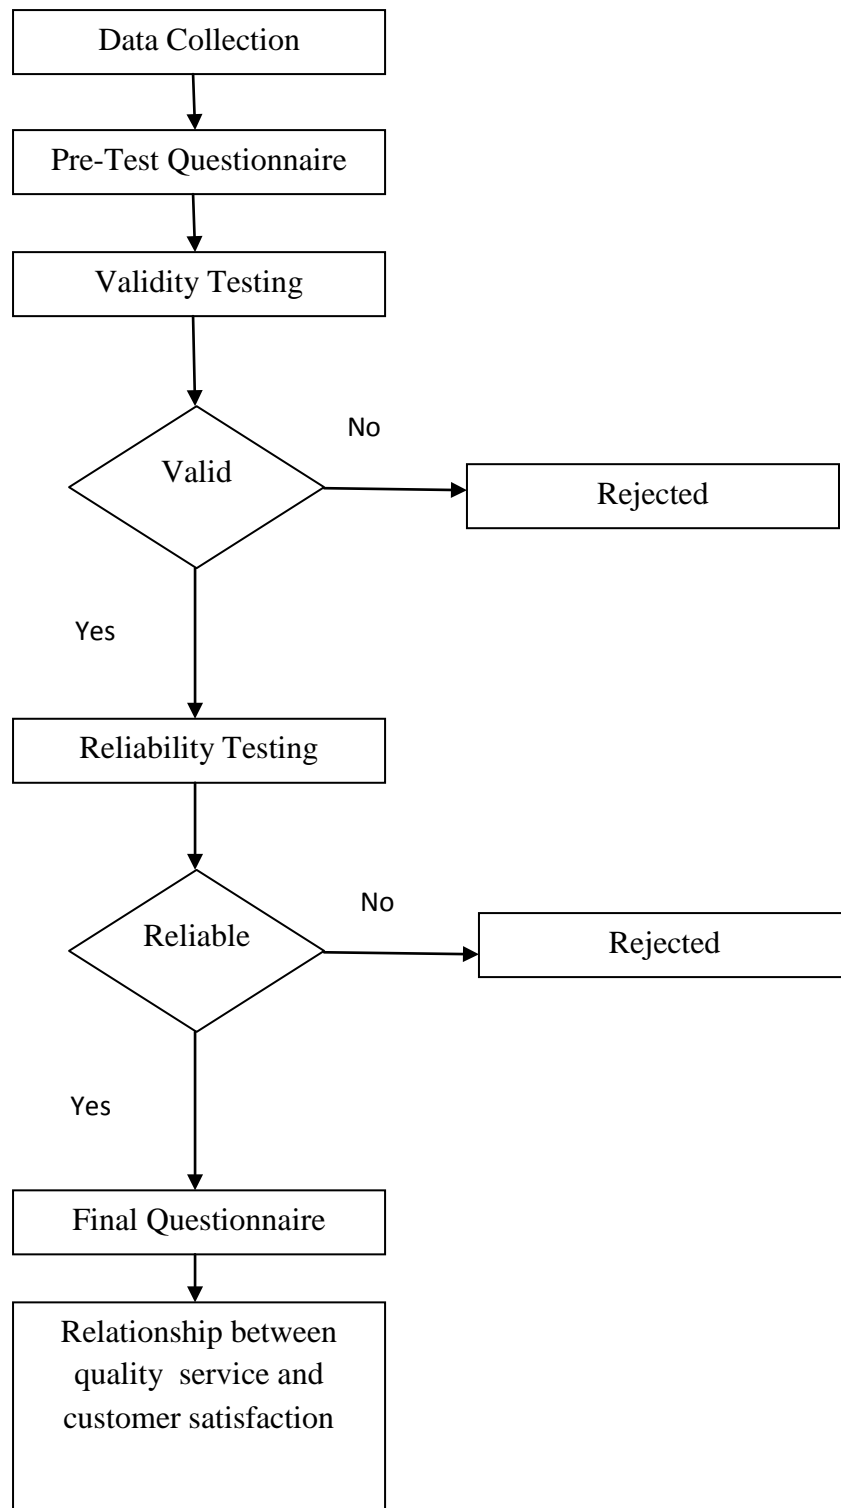 Data Collection
Pre-Test Questionnaire
Validity Testing
Valid
No
Rejected
Yes
Reliability Testing
Reliable
No
Rejected
Yes
Final Questionnaire
Relationship between
quality  service and
customer satisfaction